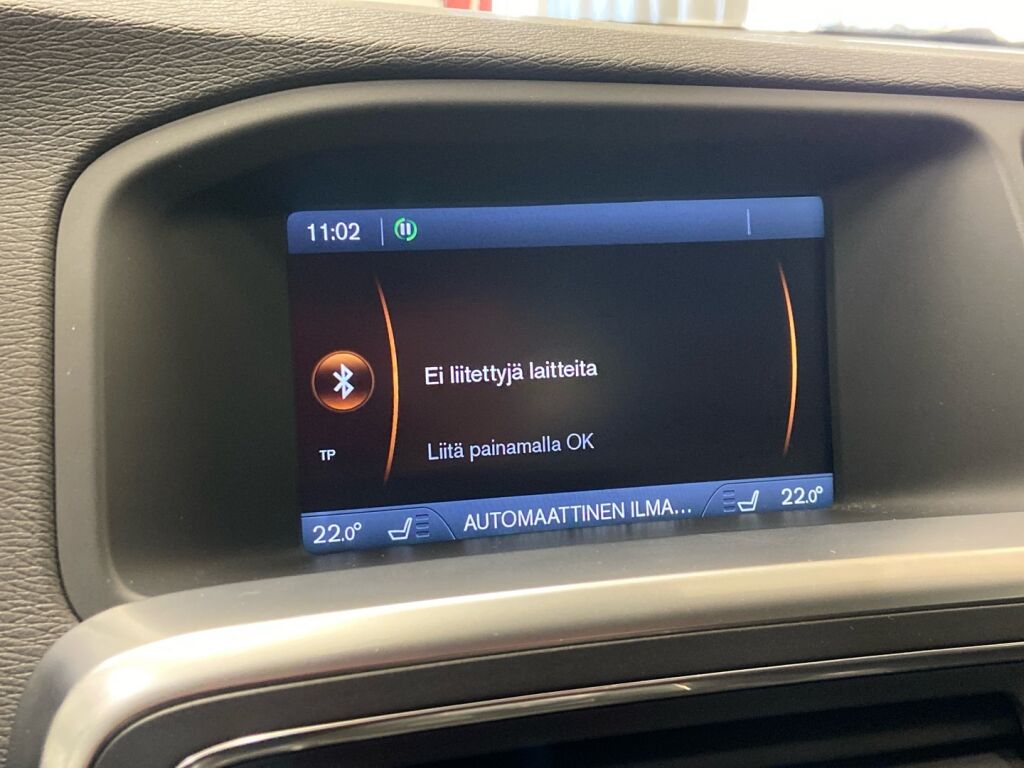 11:02
Ei liitettyjä laitteita
TP
Liitä painamalla OK
22.0° AUTOMAATTINEN ILMA... 22.0°